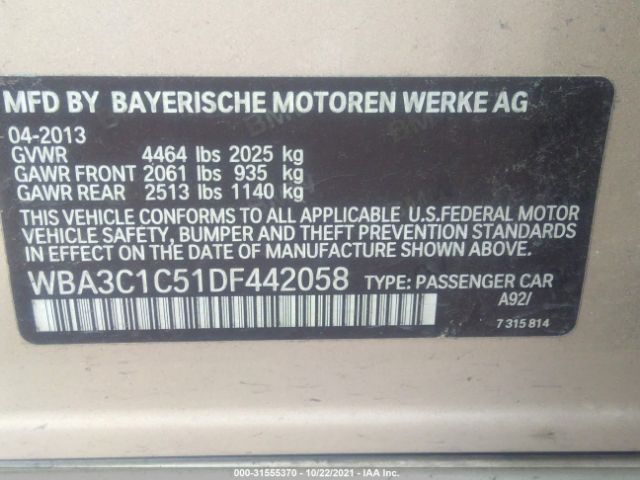 MFD BY BAYERISCHE MOTOREN WERKE AG
04-2013
GVWR 4464 lbs 2025 kg
GAWR FRONT 2061 lbs 935 kg
GAWR REAR 2513 lbs 1140 kg
THIS VEHICLE CONFORMS TO ALL APPLICABLE U.S.FEDERAL MOTOR
VEHICLE SAFETY, BUMPER AND THEFT PREVENTION STANDARDS
IN EFFECT ON THE DATE OF MANUFACTURE SHOWN ABOVE.
WBA3C1C51DF442058 TYPE: PASSENGER CAR
A92/
7 315 814
000-31555370 - 10/22/2021 - IAA Inc.